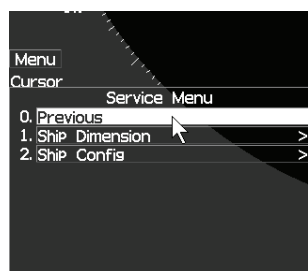 Menu
Cursor
Service Menu
0. Previous
1. Ship Dimension >
2. Ship Config >